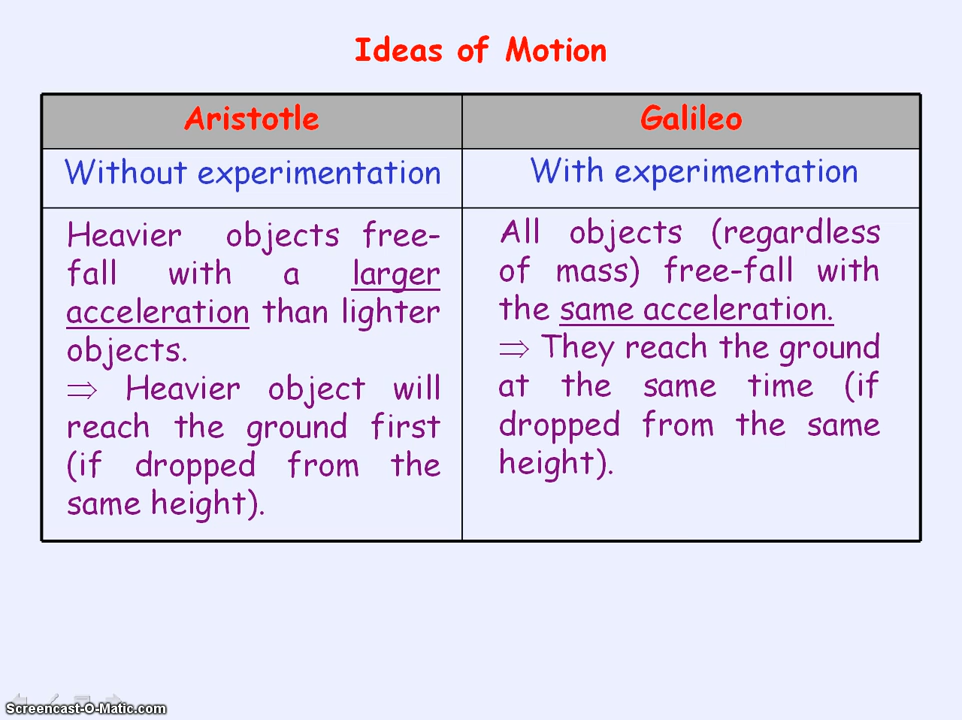 Ideas of Motion
Aristotle
Galileo
Without experimentation
With experimentation
Heavier objects free-
fall with a larger
acceleration than lighter
objects.
⇒ Heavier object will
reach the ground first
(if dropped from the
same height).
All objects (regardless
of mass) free-fall with
the same acceleration.
⇒ They reach the ground
at the same time (if
dropped from the same
height).
Screencast-O-Matic.com